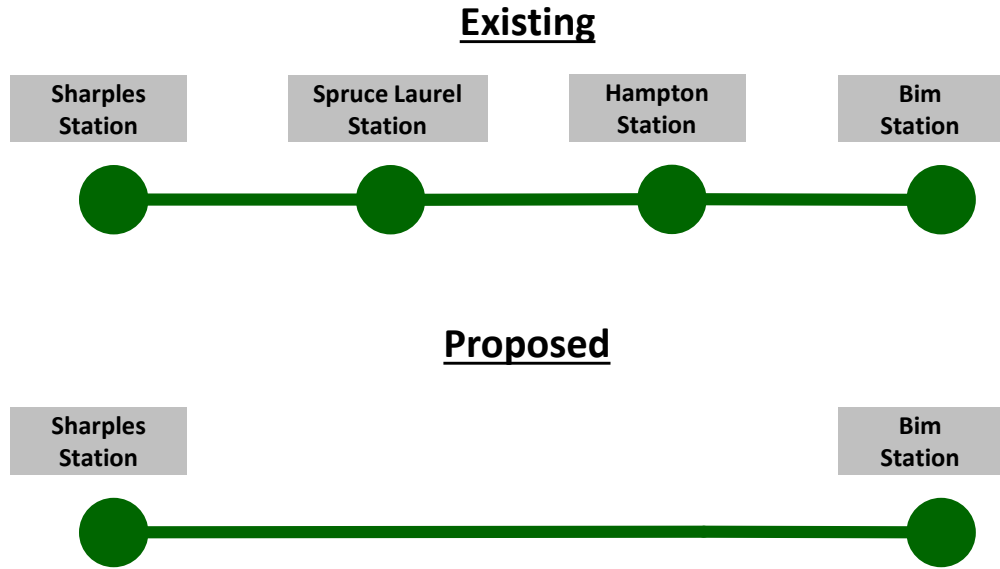 Existing
Sharples
Station
Spruce Laurel
Station
Hampton
Station
Bim
Station
Proposed
Sharples
Station
Bim
Station